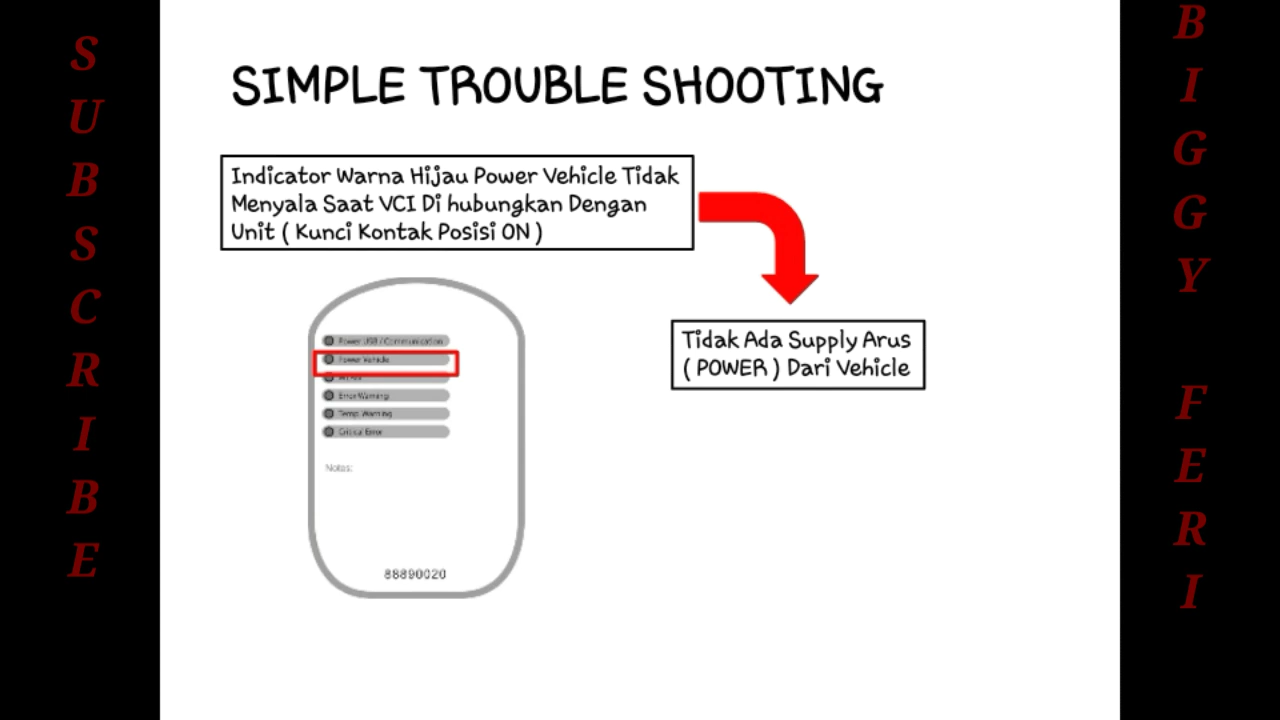 SUBSCRIBE
SIMPLE TROUBLE SHOOTING
Indicator Warna Hijau Power Vehicle Tidak
Menyala Saat VCI Di hubungkan Dengan
Unit ( Kunci Kontak Posisi ON )
Tidak Ada Supply Arus
( POWER ) Dari Vehicle
Power USB / Communication
Power Vehicle
Error Warning
Temp. Warning
Critical Error
Notes:
88890020
BIGGY FERI